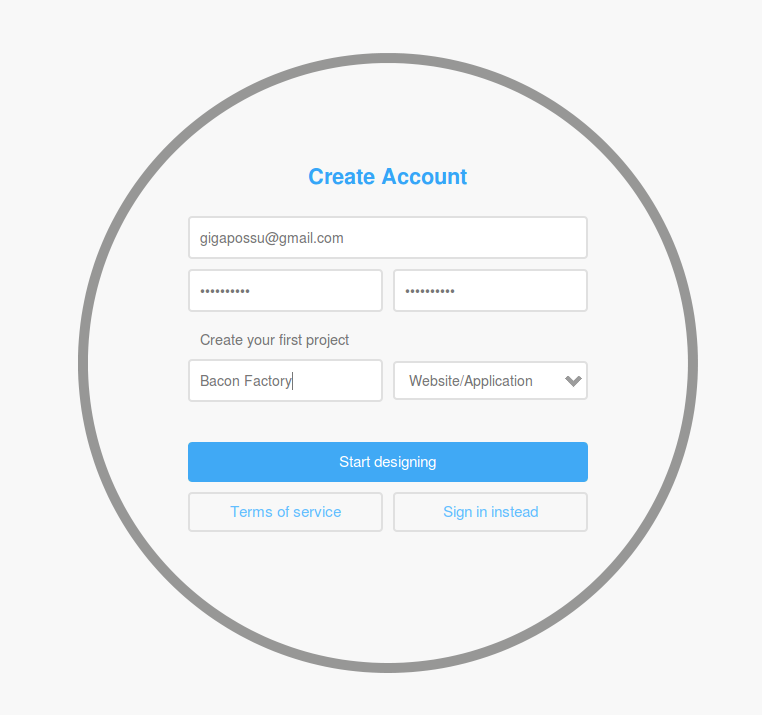 Create Account
gigapossu@gmail.com
•••••••••• ••••••••••
Create your first project
Bacon Factory Website/Application
Start designing
Terms of service Sign in instead